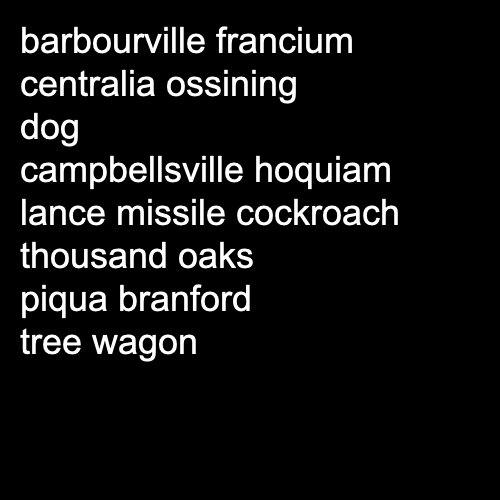 barbourville francium
centralia ossining
dog
campbellsville hoquiam
lance missile cockroach
thousand oaks
piqua branford
tree wagon